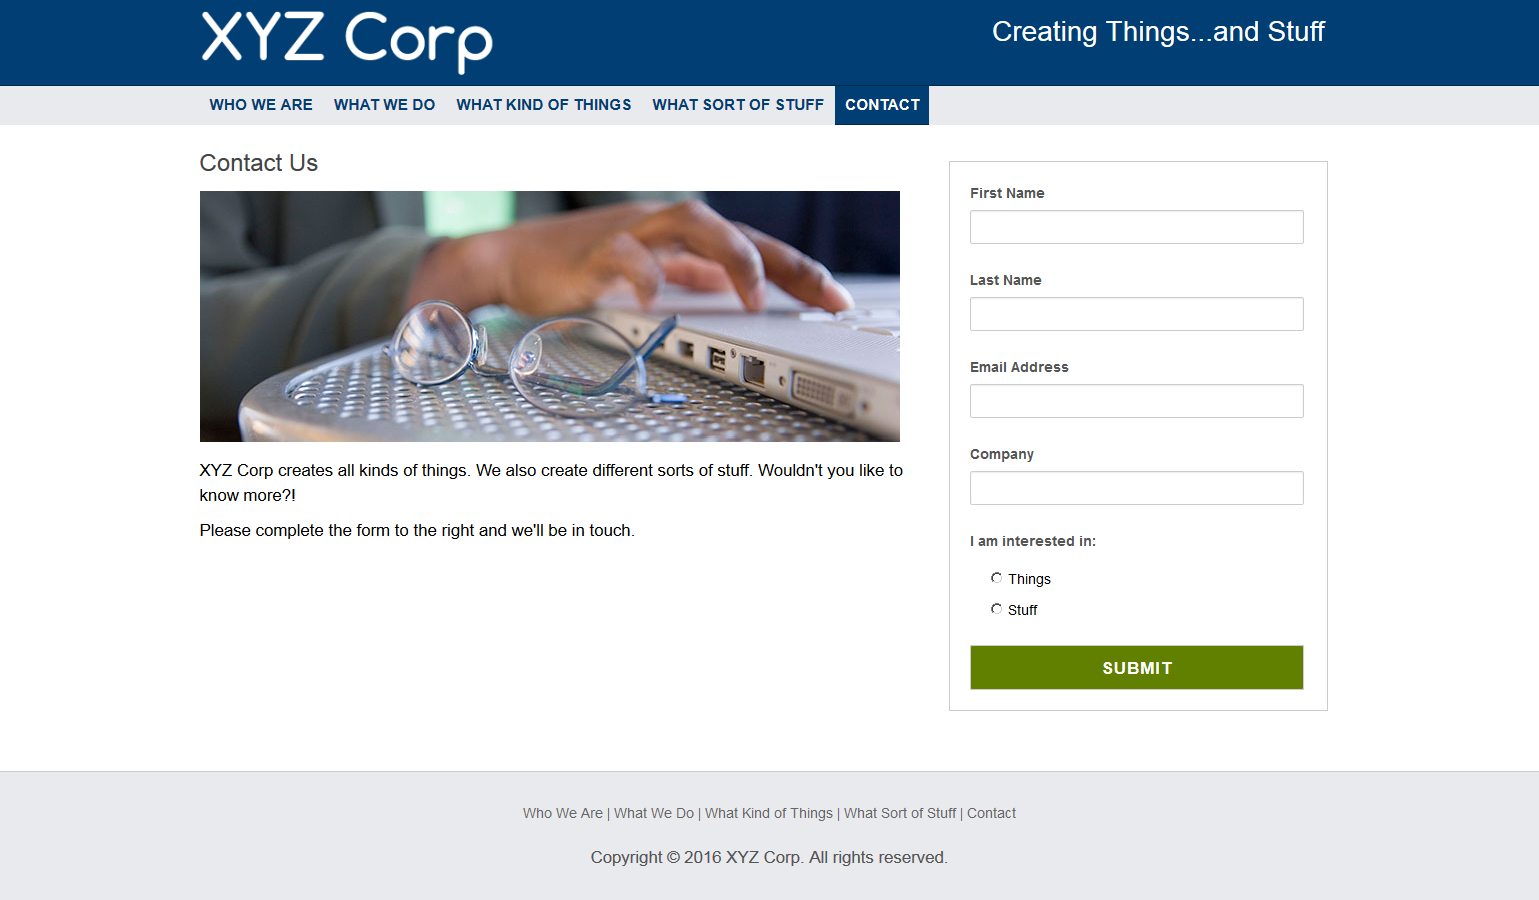 XYZ Corp
Creating Things...and Stuff
WHO WE ARE WHAT WE DO WHAT KIND OF THINGS WHAT SORT OF STUFF CONTACT
Contact Us
XYZ Corp creates all kinds of things. We also create different sorts of stuff. Wouldn't you like to
know more?!
Please complete the form to the right and we'll be in touch.
First Name
Last Name
Email Address
Company
I am interested in:
Things
Stuff
SUBMIT
Who We Are | What We Do | What Kind of Things | What Sort of Stuff | Contact
Copyright © 2016 XYZ Corp. All rights reserved.